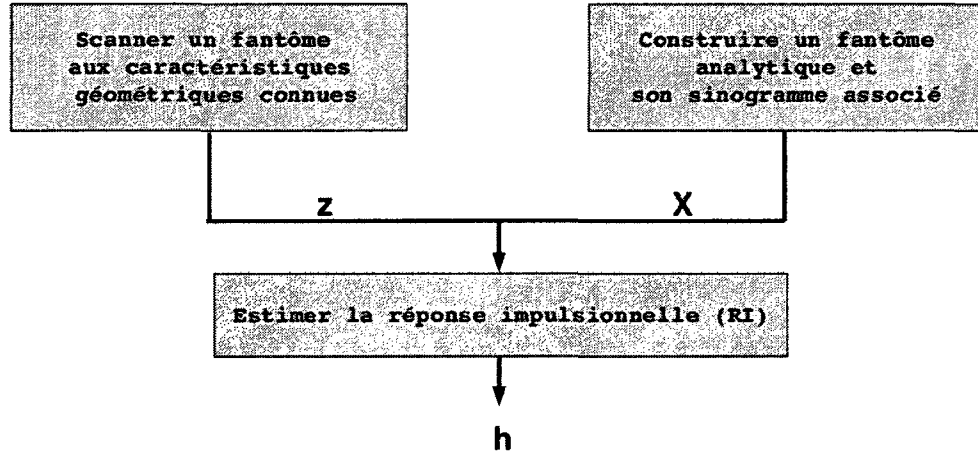 Scanner un fantôme
aux caractéristiques
géométriques connues
Construire un fantôme
analytique et
son sinogramme associé
z
X
Estimer la réponse impulsionnelle (RI)
h